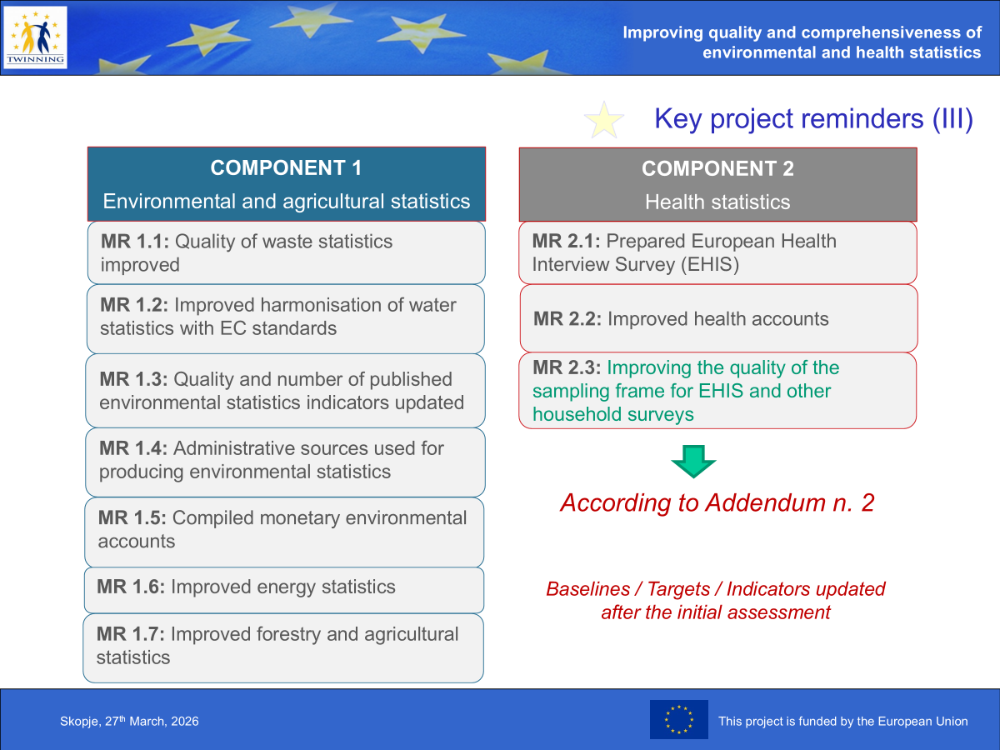 TWINNING
Improving quality and comprehensiveness of
environmental and health statistics
Key project reminders (III)
COMPONENT 1
Environmental and agricultural statistics
MR 1.1: Quality of waste statistics
improved
MR 1.2: Improved harmonisation of water
statistics with EC standards
MR 1.3: Quality and number of published
environmental statistics indicators updated
MR 1.4: Administrative sources used for
producing environmental statistics
MR 1.5: Compiled monetary environmental
accounts
MR 1.6: Improved energy statistics
MR 1.7: Improved forestry and agricultural
statistics
COMPONENT 2
Health statistics
MR 2.1: Prepared European Health
Interview Survey (EHIS)
MR 2.2: Improved health accounts
MR 2.3: Improving the quality of the
sampling frame for EHIS and other
household surveys
According to Addendum n. 2
Baselines / Targets / Indicators updated
after the initial assessment
Skopje, 27th March, 2026
This project is funded by the European Union